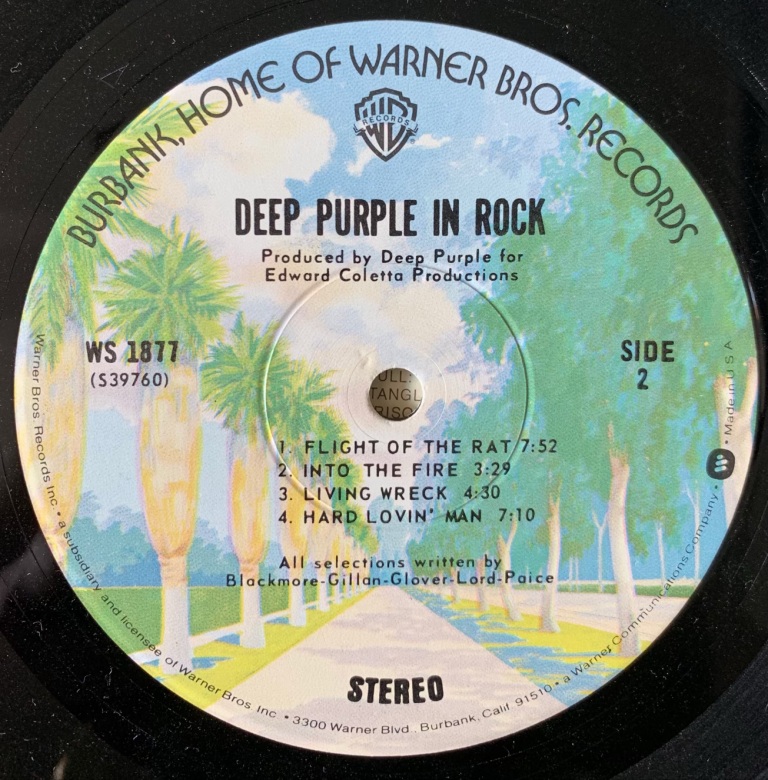 BURBANK, HOME OF WARNER BROS. RECORDS
RECORDS
DEEP PURPLE IN ROCK
Produced by Deep Purple for
Edward Coletta Productions
WS 1877
(S39760)
SIDE
2
ULL:
TANGL
RISO
1. FLIGHT OF THE RAT 7:52
2. INTO THE FIRE 3:29
3. LIVING WRECK 4:30
4. HARD LOVIN' MAN 7:10
All selections written by
Blackmore-Gillan-Glover-Lord-Paice
STEREO
Warner Bros. Records Inc. • a subsidiary and licensee of Warner Bros. Inc. • 3300 Warner Blvd., Burbank, Calif. 91510 • a Warner Communications Company • Made in U.S.A.